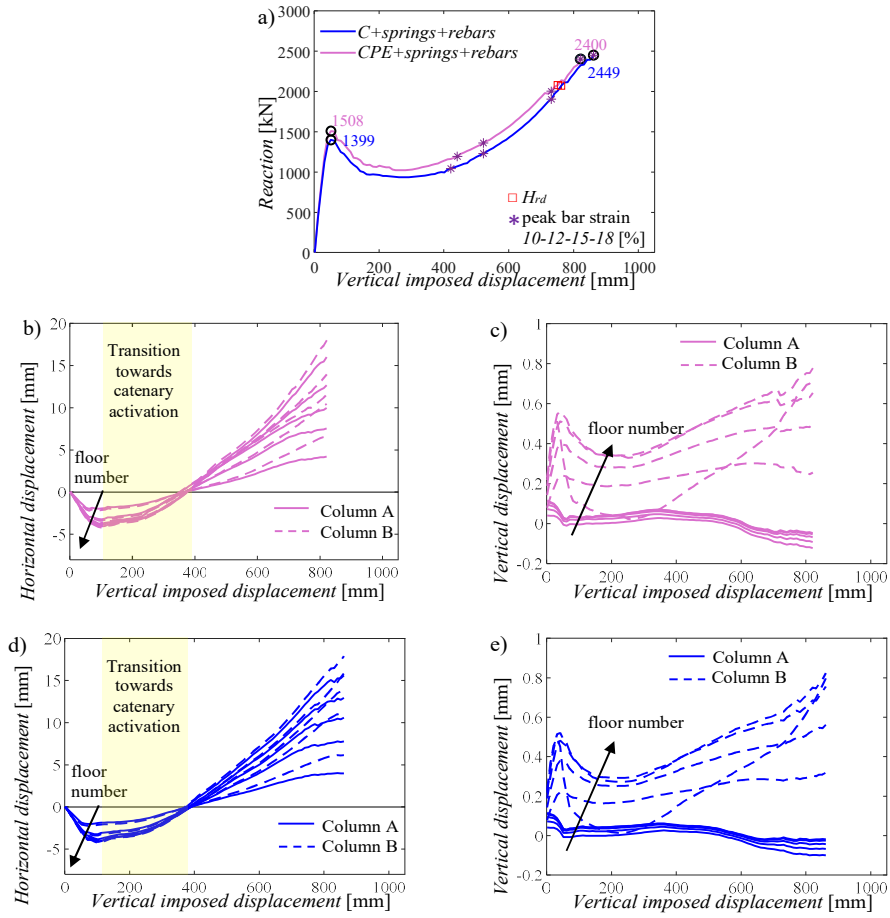 a)
3000
2500
2000
1500
1000
500
0
Reaction [kN]
C+springs+rebars
CPE+springs+rebars
2400
2449
1508
1399
Hrd
peak bar strain
10-12-15-18 [%]
0 200 400 600 800 1000
Vertical imposed displacement [mm]
b)
20
15
10
5
0
-5
Horizontal displacement [mm]
Transition
towards
catenary
activation
floor
number
Column A
Column B
0 200 400 600 800 1000
Vertical imposed displacement [mm]
c)
1
0.8
0.6
0.4
0.2
0
-0.2
Vertical displacement [mm]
Column A
Column B
floor number
0 200 400 600 800 1000
Vertical imposed displacement [mm]
d)
20
15
10
5
0
-5
Horizontal displacement [mm]
Transition
towards
catenary
activation
floor
number
Column A
Column B
0 200 400 600 800 1000
Vertical imposed displacement [mm]
e)
1
0.8
0.6
0.4
0.2
0
-0.2
Vertical displacement [mm]
Column A
Column B
floor number
0 200 400 600 800 1000
Vertical imposed displacement [mm]